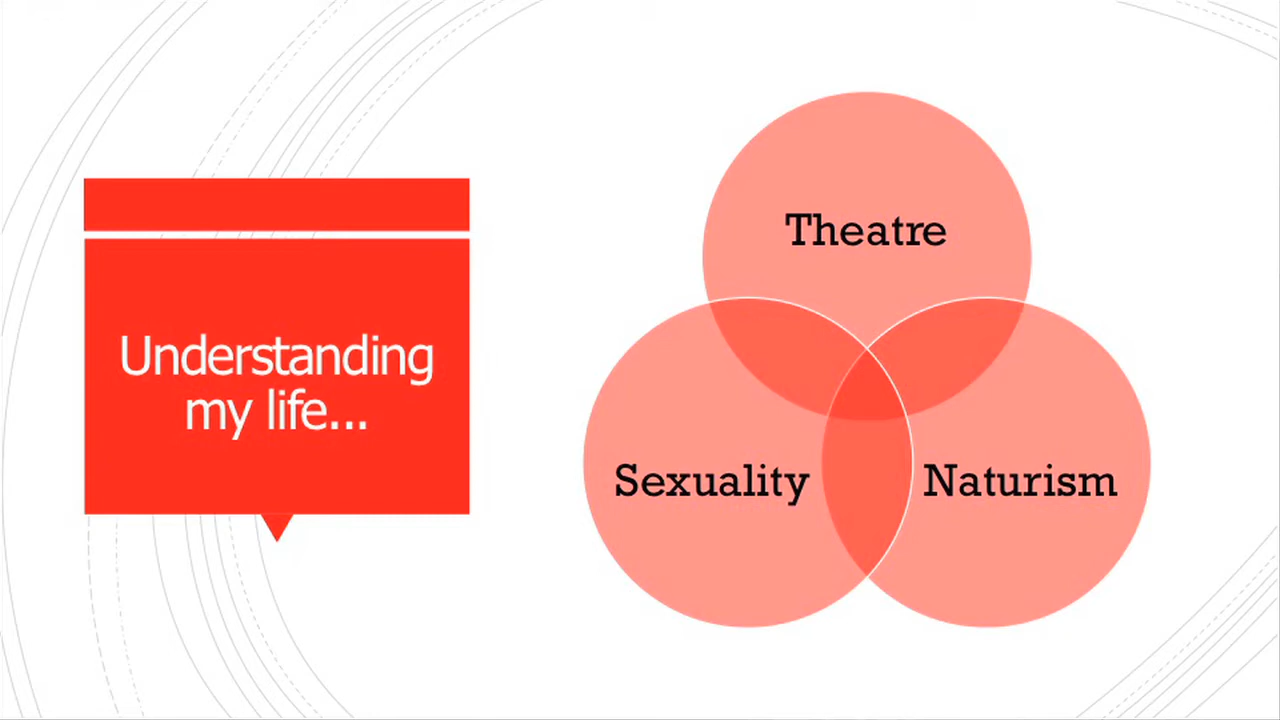 Understanding
my life...
Theatre
Sexuality
Naturism